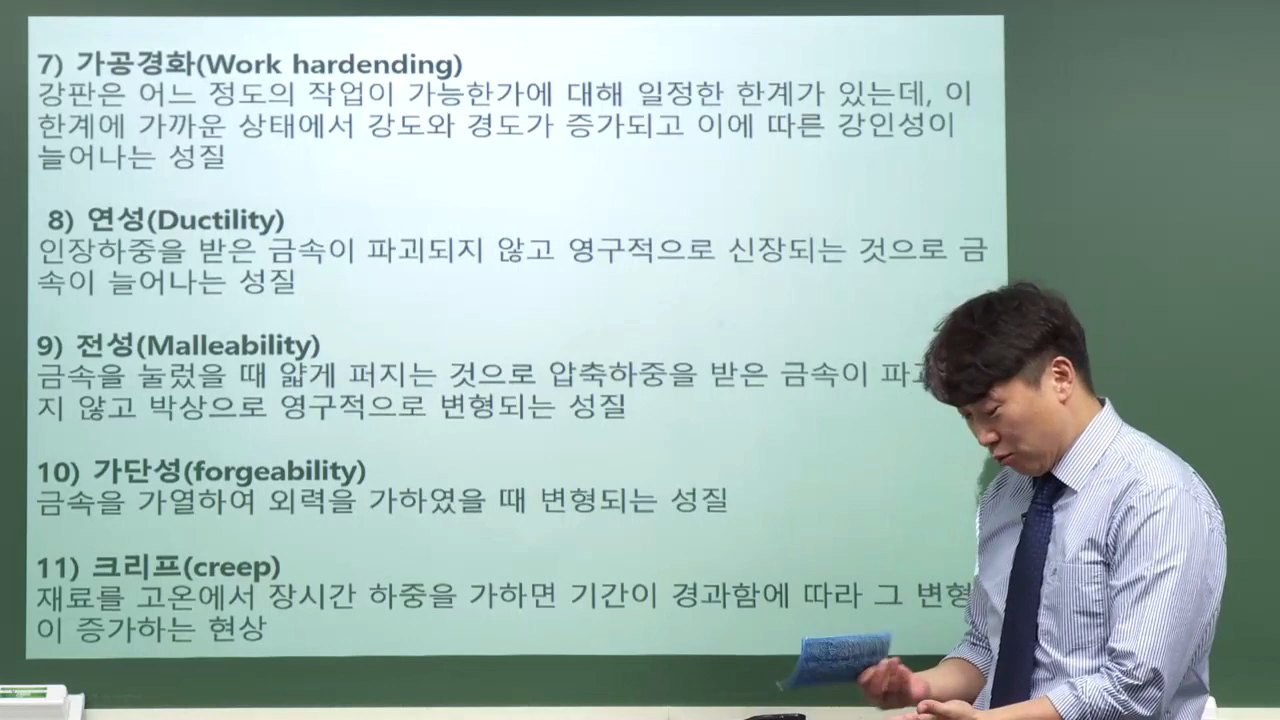 7) 가공경화(Work hardending)
강판은 어느 정도의 작업이 가능한가에 대해 일정한 한계가 있는데, 이
한계에 가까운 상태에서 강도와 경도가 증가되고 이에 따른 강인성이
늘어나는 성질
8) 연성(Ductility)
인장하중을 받은 금속이 파괴되지 않고 영구적으로 신장되는 것으로 금
속이 늘어나는 성질
9) 전성(Malleability)
금속을 눌렀을 때 얇게 퍼지는 것으로 압축하중을 받은 금속이
지 않고 박상으로 영구적으로 변형되는 성질
10) 가단성(forgeability)
금속을 가열하여 외력을 가하였을 때 변형되는 성질
11) 크리프(creep)
재료를 고온에서 장시간 하중을 가하면 기간이 경과함에 따라 그 변형
이 증가하는 현상